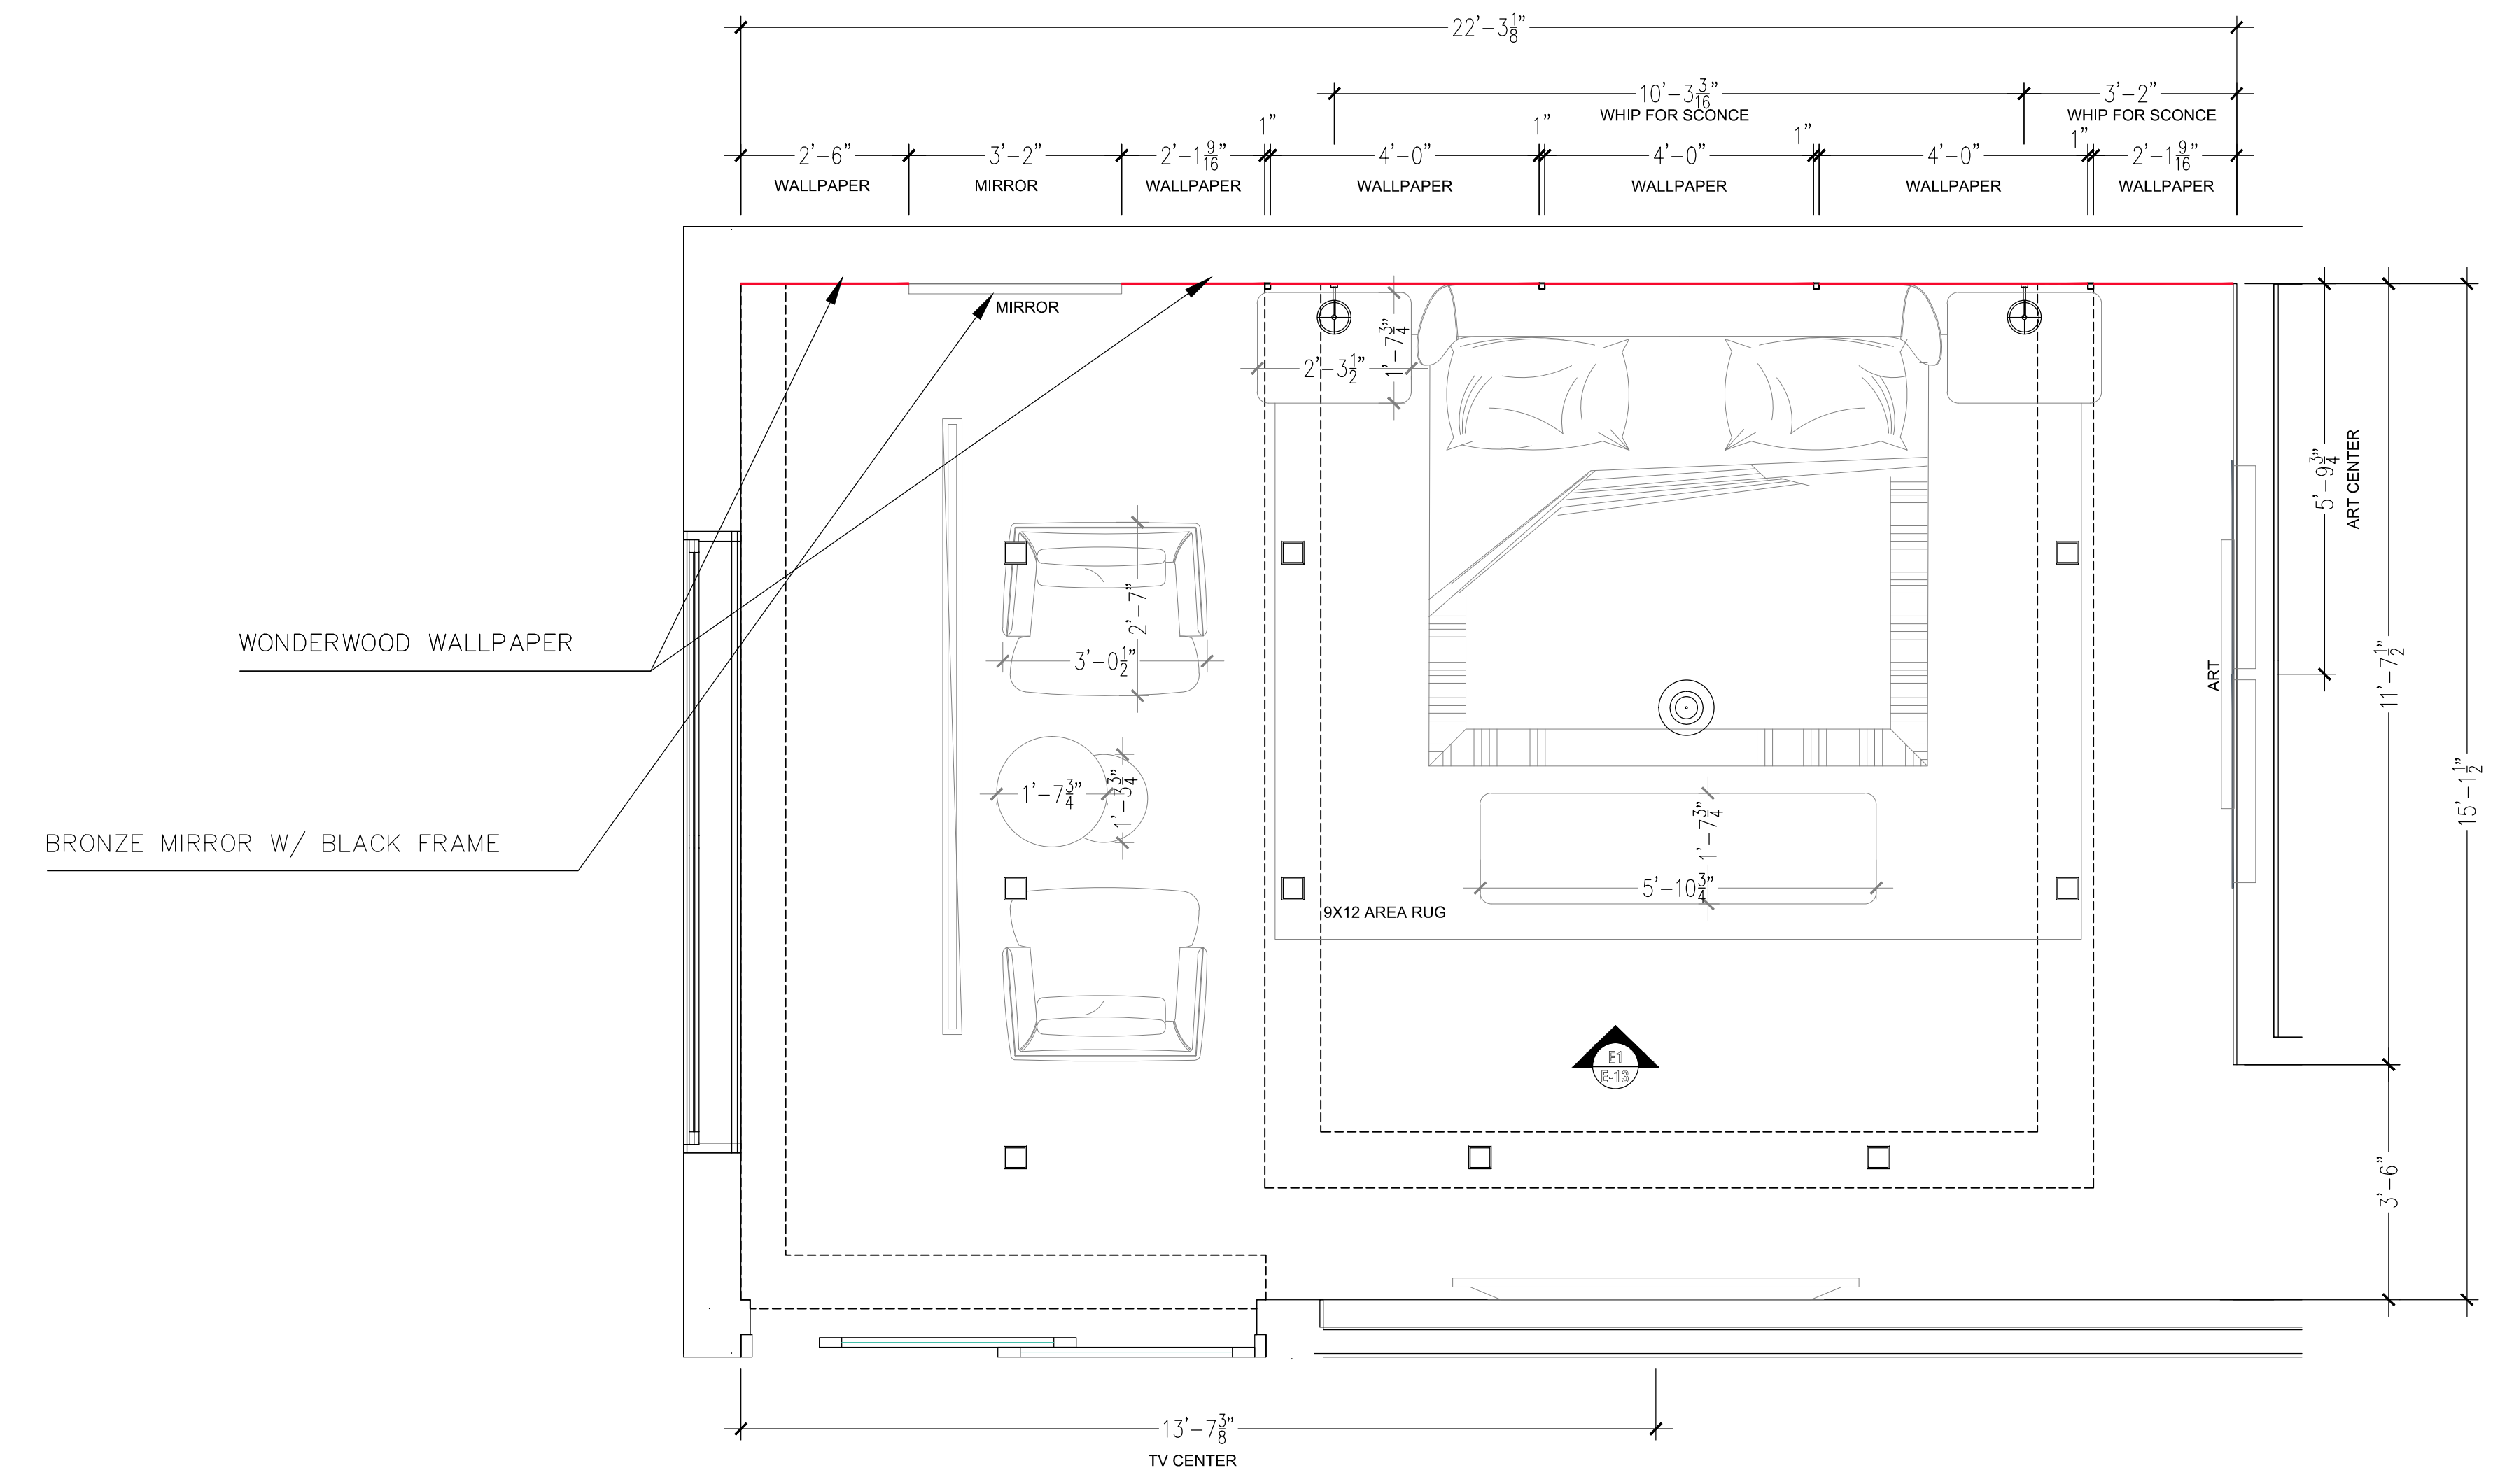 22'-3 1/8"
10'-3 3/16"
WHIP FOR SCONCE
3'-2"
WHIP FOR SCONCE
1"
1"
1"
1"
2'-6"
WALLPAPER
3'-2"
MIRROR
2'-1 9/16"
WALLPAPER
4'-0"
WALLPAPER
4'-0"
WALLPAPER
4'-0"
WALLPAPER
2'-1 9/16"
WALLPAPER
MIRROR
2'-3 1/2"
1'-7 3/4"
5'-9 3/4"
ART CENTER
WONDERWOOD WALLPAPER
2'-7"
3'-0 1/2"
ART
11'-7 1/2"
15'-1 1/2"
1'-7 3/4"
1'-3 3/4"
1'-7 3/4"
BRONZE MIRROR W/ BLACK FRAME
5'-10 3/4"
9X12 AREA RUG
E1
E-13
3'-6"
13'-7 3/8"
TV CENTER